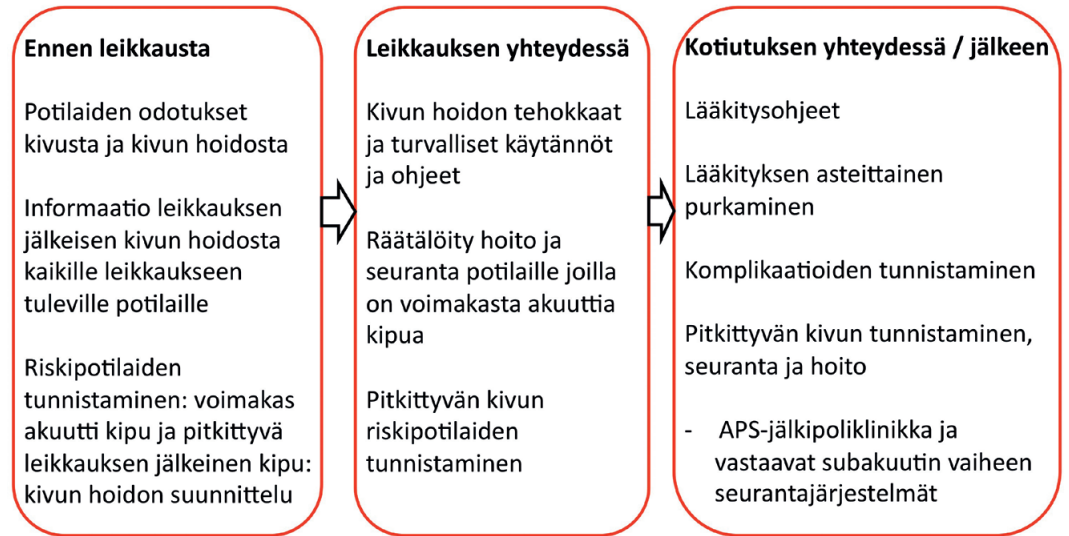 Ennen leikkausta
Potilaiden odotukset
kivusta ja kivun hoidosta
Informaatio leikkauksen
jälkeisen kivun hoidosta
kaikille leikkaukseen
tuleville potilaille
Riskipotilaiden
tunnistaminen: voimakas
akuutti kipu ja pitkittyvä
leikkauksen jälkeinen kipu:
kivun hoidon suunnittelu
Leikkauksen yhteydessä
Kivun hoidon tehokkaat
ja turvalliset käytännöt
ja ohjeet
Räätälöity hoito ja
seuranta potilaille joilla
on voimakasta akuuttia
kipua
Pitkittyvän kivun
riskipotilaiden
tunnistaminen
Kotiutuksen yhteydessä / jälkeen
Lääkitysohjeet
Lääkityksen asteittainen
purkaminen
Komplikaatioiden tunnistaminen
Pitkittyvän kivun tunnistaminen,
seuranta ja hoito
- APS-jälkipoliklinikka ja
vastaavat subakuutin vaiheen
seurantajärjestelmät